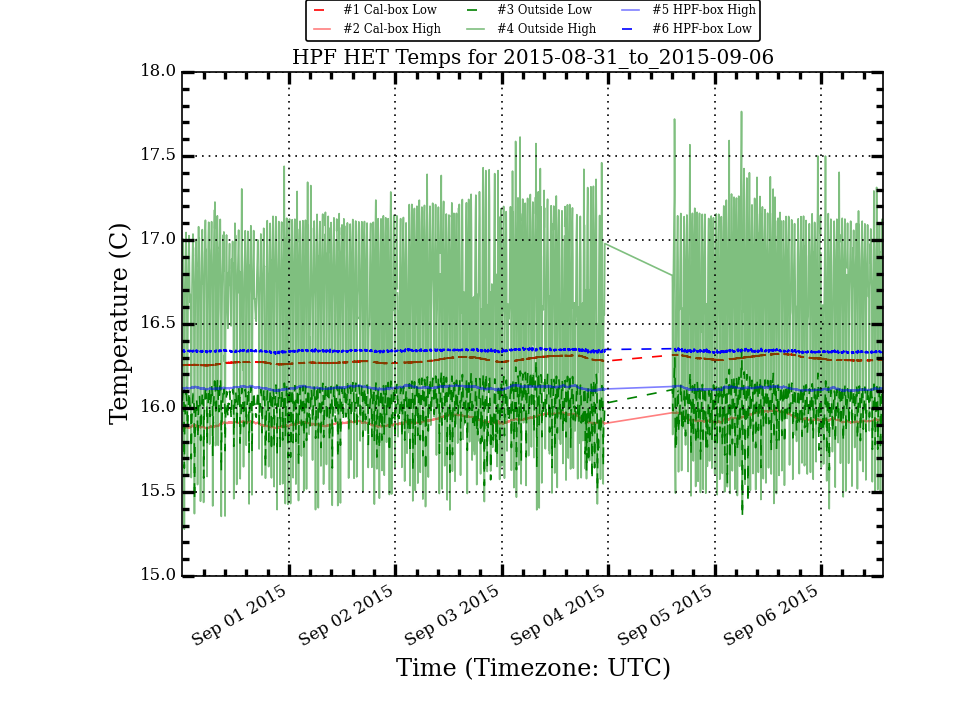 #1 Cal-box Low #3 Outside Low #5 HPF-box High
#2 Cal-box High #4 Outside High #6 HPF-box Low
HPF HET Temps for 2015-08-31_to_2015-09-06
18.0
17.5
17.0
16.5
16.0
15.5
15.0
Temperature (C)
Sep 01 2015 Sep 02 2015 Sep 03 2015 Sep 04 2015 Sep 05 2015 Sep 06 2015
Time (Timezone: UTC)